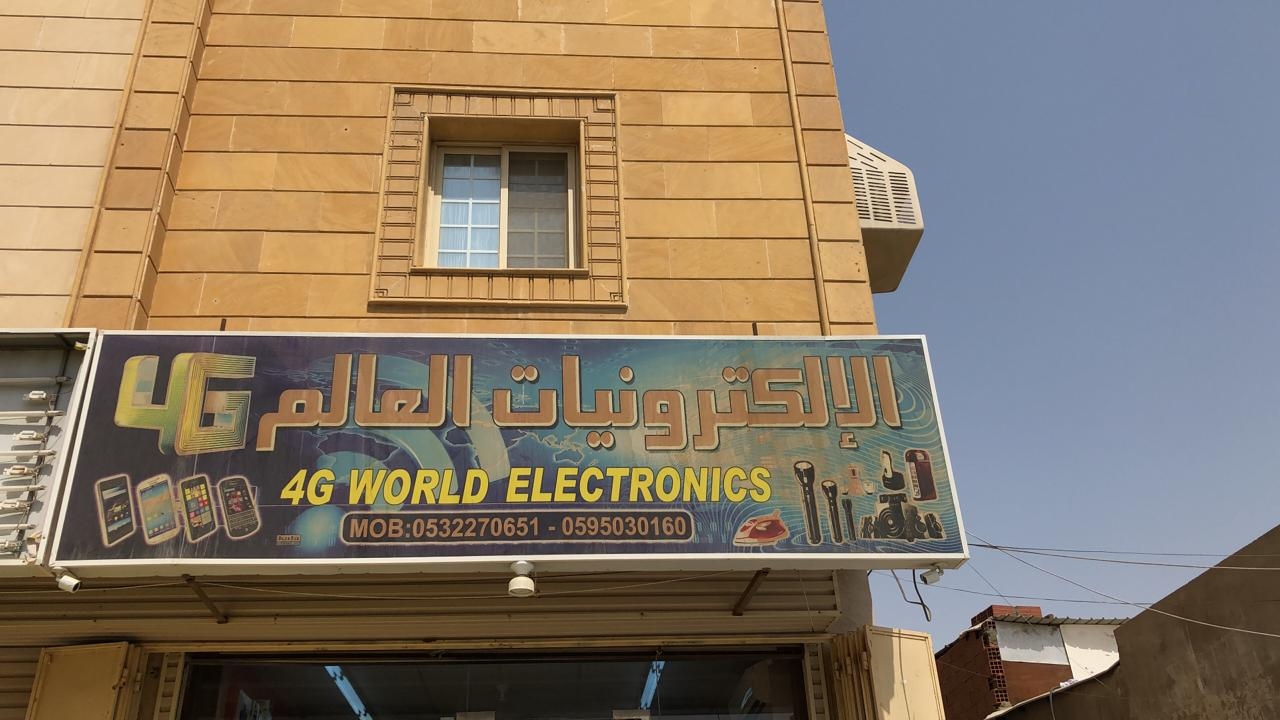 الإلكترونيات العالم 4G
4G WORLD ELECTRONICS
MOB:0532270651 - 0595030160